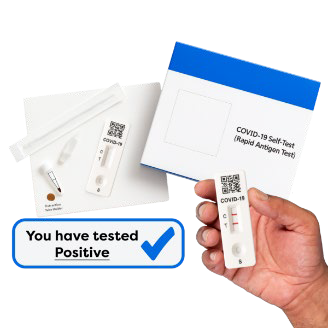 COVID-19 Self-Test
(Rapid Antigen Test)
COVID-19
C
T
S
COVID-19
C
T
S
You have tested
Positive